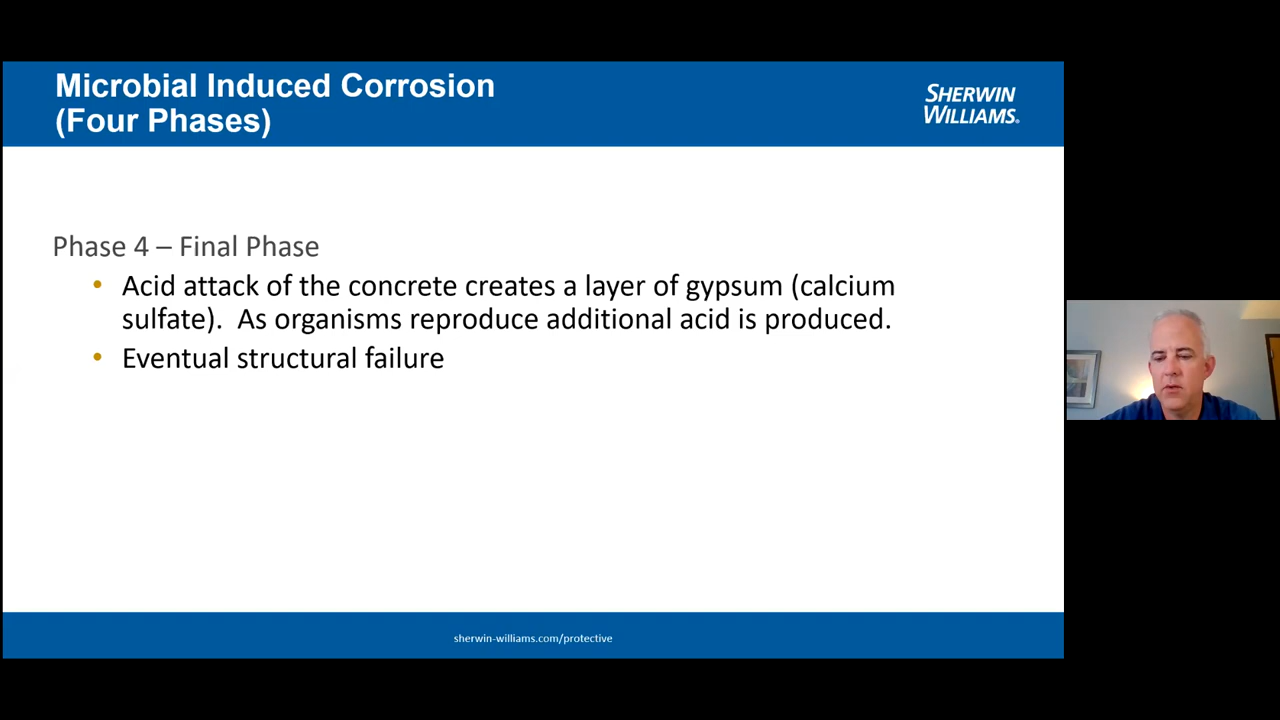 Microbial Induced Corrosion
(Four Phases)
SHERWIN
WILLIAMS.
Phase 4 – Final Phase
• Acid attack of the concrete creates a layer of gypsum (calcium
sulfate).  As organisms reproduce additional acid is produced.
• Eventual structural failure
sherwin-williams.com/protective